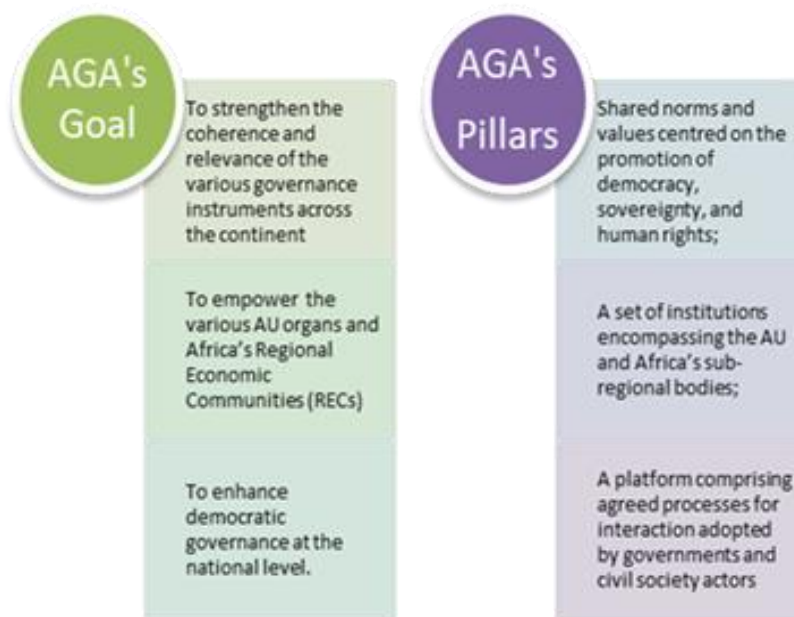 AGA's
Goal
To strengthen the
coherence and
relevance of the
various governance
instruments across
the continent
To empower the
various AU organs and
Africa's Regional
Economic
Communities (RECs)
To enhance
democratic
governance at the
national level.
AGA's
Pillars
Shared norms and
values centred on the
promotion of
democracy,
sovereignty, and
human rights;
A set of institutions
encompassing the AU
and Africa's sub-
regional bodies;
A platform comprising
agreed processes for
interaction adopted
by governments and
civil society actors